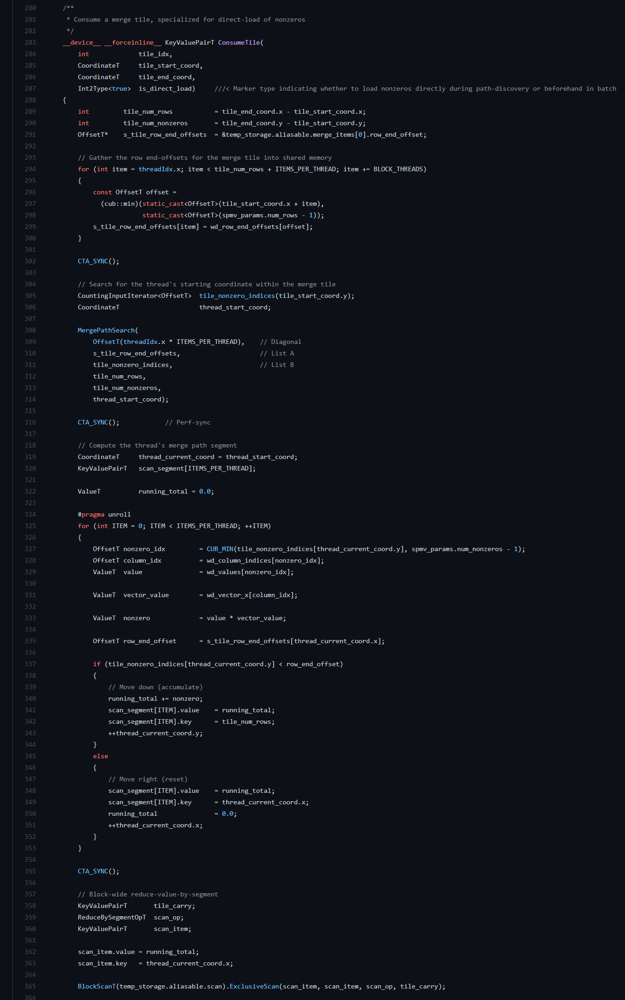 280 /**
281 * Consume a merge tile, specialized for direct-load of nonzeros
282 */
283 __device__ __forceinline__ KeyValuePairT ConsumeTile(
284 int tile_idx,
285 CoordinateT tile_start_coord,
286 CoordinateT tile_end_coord,
287 Int2Type<true> is_direct_load) ///< Marker type indicating whether to load nonzeros directly during path-discovery or beforehand in batch
288 {
289 int tile_num_rows = tile_end_coord.x - tile_start_coord.x;
290 int tile_num_nonzeros = tile_end_coord.y - tile_start_coord.y;
291 OffsetT* s_tile_row_end_offsets = &temp_storage.aliasable.merge_items[0].row_end_offset;
292
293 // Gather the row end-offsets for the merge tile into shared memory
294 for (int item = threadIdx.x; item < tile_num_rows + ITEMS_PER_THREAD; item += BLOCK_THREADS)
295 {
296 const OffsetT offset =
297 (cub::min)(static_cast<OffsetT>(tile_start_coord.x + item),
298 static_cast<OffsetT>(spmv_params.num_rows - 1));
299 s_tile_row_end_offsets[item] = wd_row_end_offsets[offset];
300 }
301
302 CTA_SYNC();
303
304 // Search for the thread's starting coordinate within the merge tile
305 CountingInputIterator<OffsetT> tile_nonzero_indices(tile_start_coord.y);
306 CoordinateT thread_start_coord;
307
308 MergePathSearch(
309 OffsetT(threadIdx.x * ITEMS_PER_THREAD), // Diagonal
310 s_tile_row_end_offsets, // List A
311 tile_nonzero_indices, // List B
312 tile_num_rows,
313 tile_num_nonzeros,
314 thread_start_coord);
315
316 CTA_SYNC(); // Perf-sync
317
318 // Compute the thread's merge path segment
319 CoordinateT thread_current_coord = thread_start_coord;
320 KeyValuePairT scan_segment[ITEMS_PER_THREAD];
321
322 ValueT running_total = 0.0;
323
324 #pragma unroll
325 for (int ITEM = 0; ITEM < ITEMS_PER_THREAD; ++ITEM)
326 {
327 OffsetT nonzero_idx = CUB_MIN(tile_nonzero_indices[thread_current_coord.y], spmv_params.num_nonzeros - 1);
328 OffsetT column_idx = wd_column_indices[nonzero_idx];
329 ValueT value = wd_values[nonzero_idx];
330
331 ValueT vector_value = wd_vector_x[column_idx];
332
333 ValueT nonzero = value * vector_value;
334
335 OffsetT row_end_offset = s_tile_row_end_offsets[thread_current_coord.x];
336
337 if (tile_nonzero_indices[thread_current_coord.y] < row_end_offset)
338 {
339 // Move down (accumulate)
340 running_total += nonzero;
341 scan_segment[ITEM].value = running_total;
342 scan_segment[ITEM].key = tile_num_rows;
343 ++thread_current_coord.y;
344 }
345 else
346 {
347 // Move right (reset)
348 scan_segment[ITEM].value = running_total;
349 scan_segment[ITEM].key = thread_current_coord.x;
350 running_total = 0.0;
351 ++thread_current_coord.x;
352 }
353 }
354
355 CTA_SYNC();
356
357 // Block-wide reduce-value-by-segment
358 KeyValuePairT tile_carry;
359 ReduceBySegmentOpT scan_op;
360 KeyValuePairT scan_item;
361
362 scan_item.value = running_total;
363 scan_item.key = thread_current_coord.x;
364
365 BlockScanT(temp_storage.aliasable.scan).ExclusiveScan(scan_item, scan_item, scan_op, tile_carry);
366